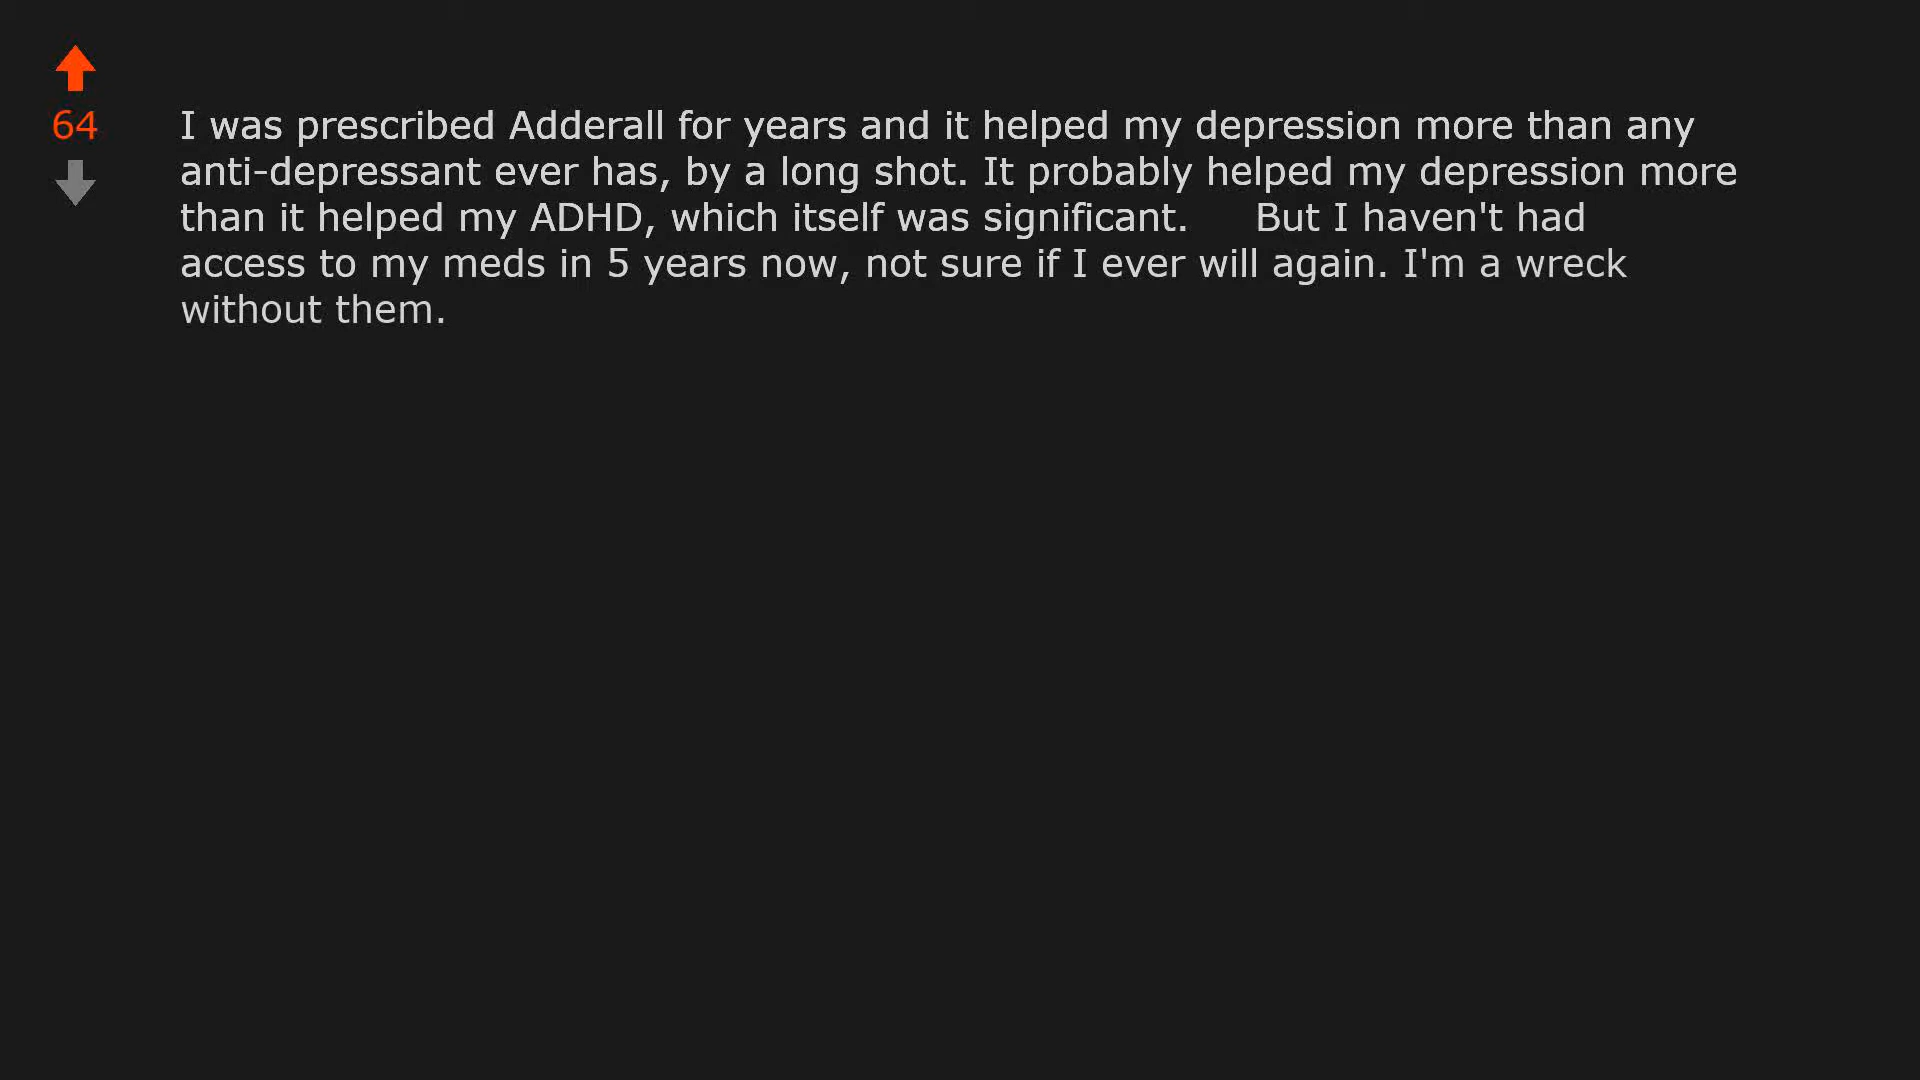 64
I was prescribed Adderall for years and it helped my depression more than any
anti-depressant ever has, by a long shot. It probably helped my depression more
than it helped my ADHD, which itself was significant.     But I haven't had
access to my meds in 5 years now, not sure if I ever will again. I'm a wreck
without them.